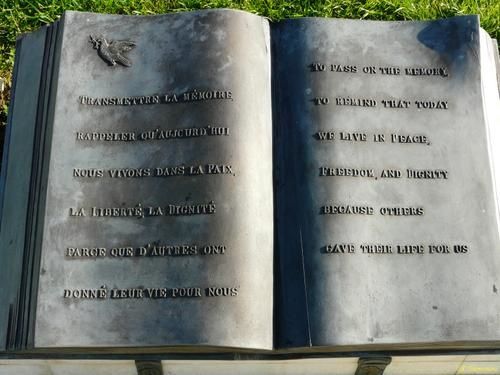 TRANSMETTRE LA MÉMOIRE,
RAPPELER QU'AUJOURD'HUI
NOUS VIVONS DANS LA PAIX,
LA LIBERTÉ, LA DIGNITÉ
PARCE QUE D'AUTRES ONT
DONNÉ LEUR VIE POUR NOUS
TO PASS ON THE MEMORY,
TO REMIND THAT TODAY
WE LIVE IN PEACE,
FREEDOM, AND DIGNITY
BECAUSE OTHERS
GAVE THEIR LIFE FOR US